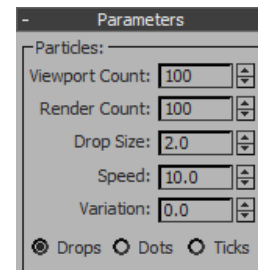 - Parameters
Particles:
Viewport Count: 100
Render Count: 100
Drop Size: 2.0
Speed: 10.0
Variation: 0.0
Drops Dots Ticks